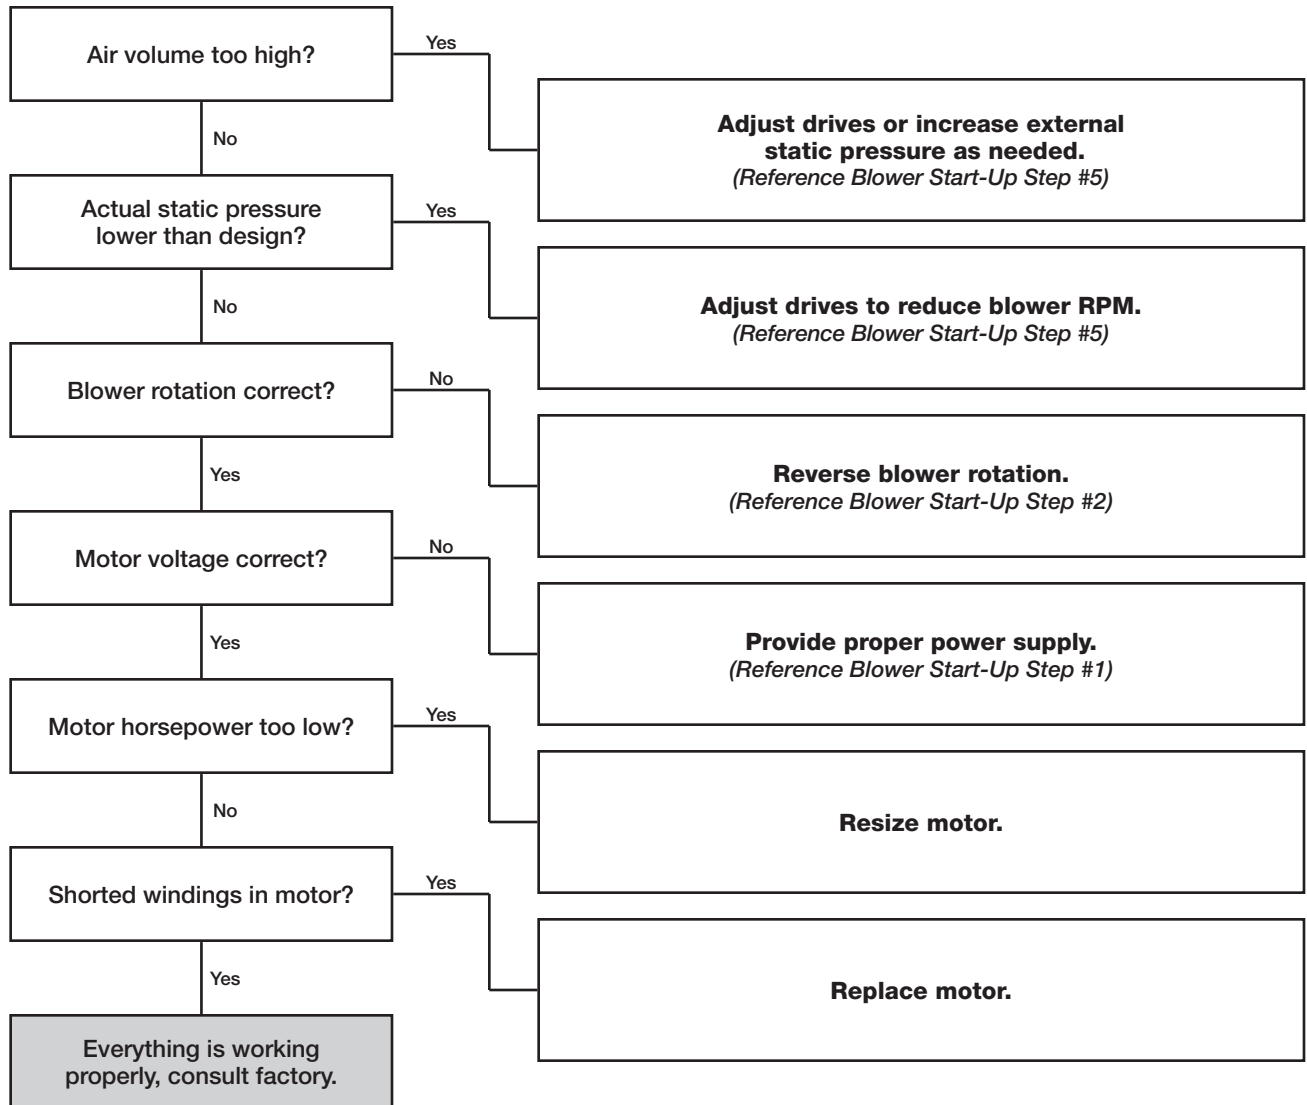 Air volume too high?
Yes
Adjust drives or increase external
static pressure as needed.
(Reference Blower Start-Up Step #5)
No
Actual static pressure
lower than design?
Yes
Adjust drives to reduce blower RPM.
(Reference Blower Start-Up Step #5)
No
Blower rotation correct?
No
Reverse blower rotation.
(Reference Blower Start-Up Step #2)
Yes
Motor voltage correct?
No
Provide proper power supply.
(Reference Blower Start-Up Step #1)
Yes
Motor horsepower too low?
Yes
Resize motor.
No
Shorted windings in motor?
Yes
Replace motor.
Yes
Everything is working
properly, consult factory.